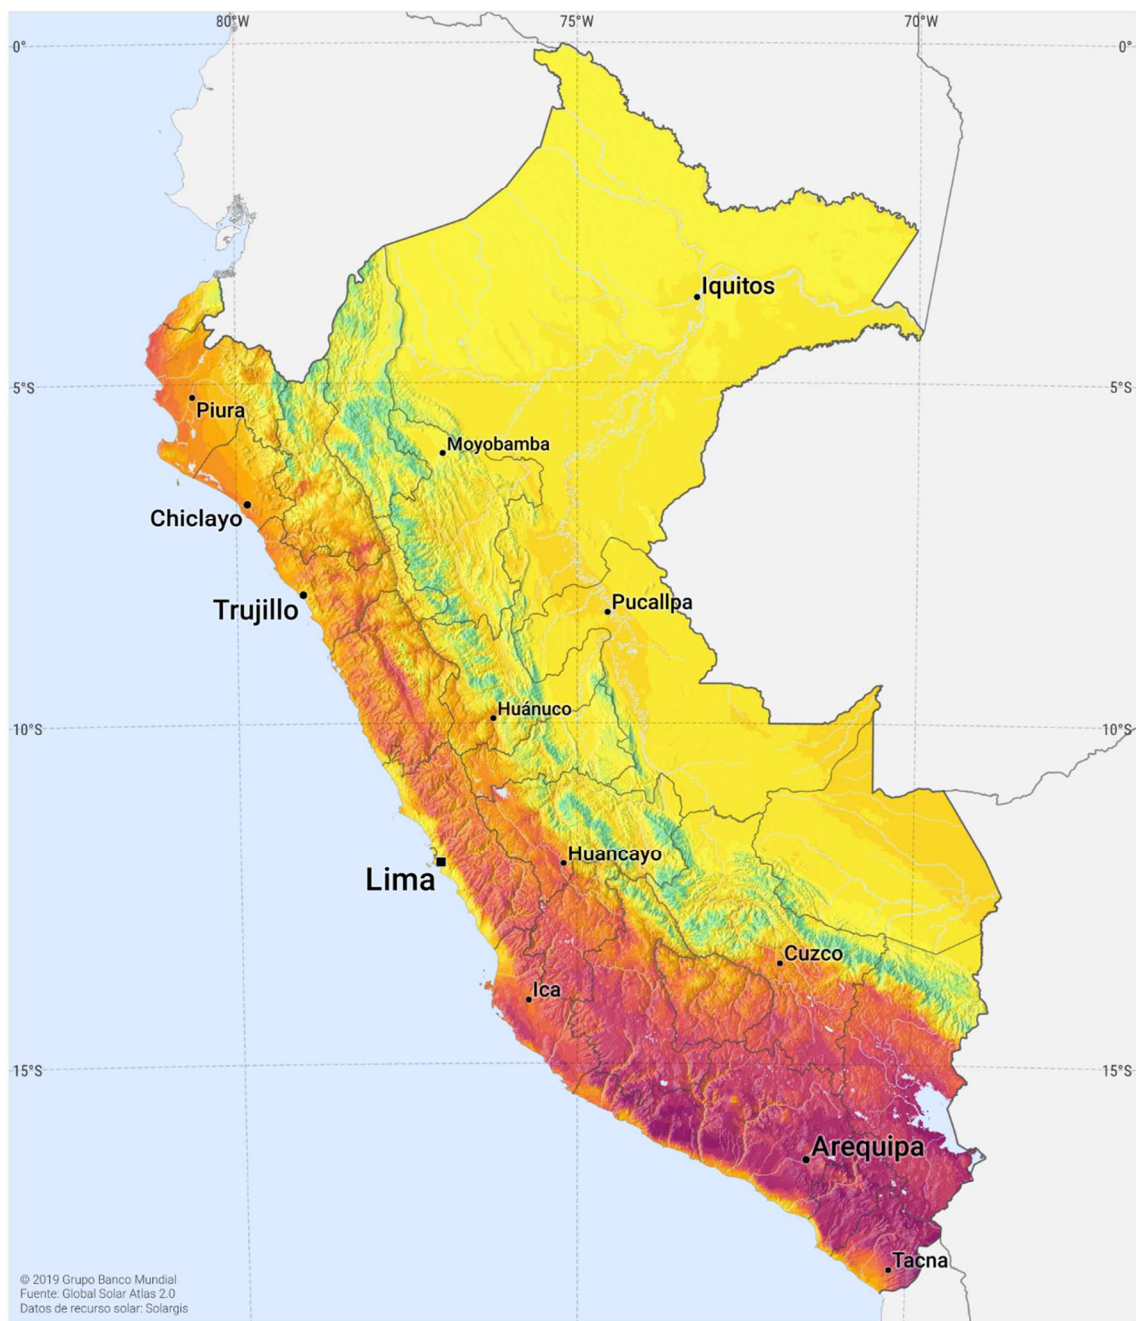 80°W 75°W 70°W
0° 0°
Iquitos
5°S 5°S
Piura
Moyobamba
Chiclayo
Trujillo
Pucallpa
Huánuco
10°S 10°S
Huancayo
Lima
Cuzco
Ica
15°S 15°S
Arequipa
Tacna
© 2019 Grupo Banco Mundial
Fuente: Global Solar Atlas 2.0
Datos de recurso solar: Solargis